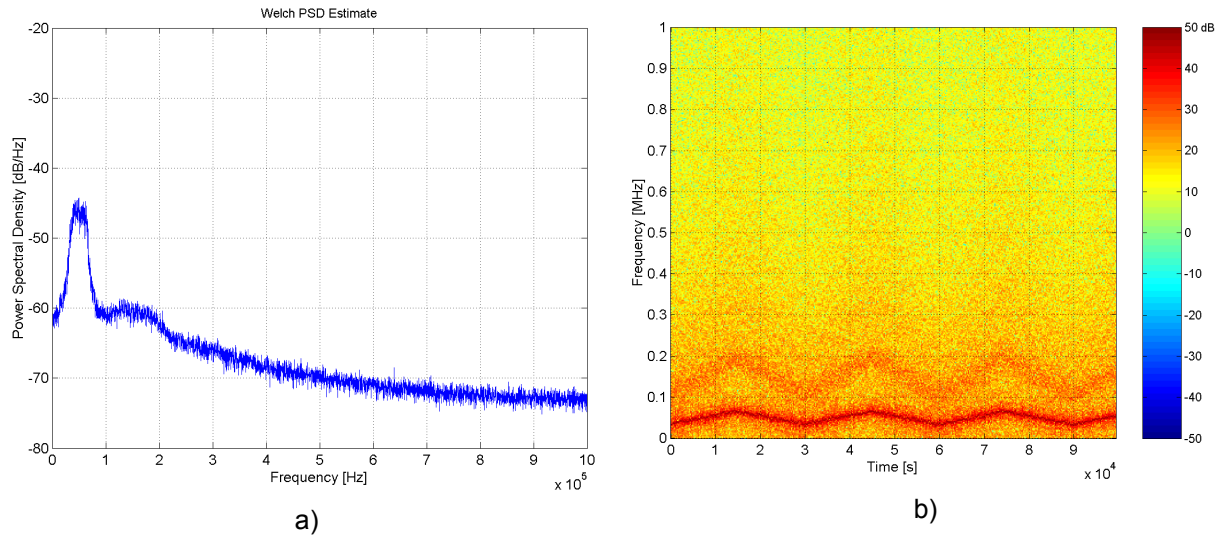 Welch PSD Estimate
Power Spectral Density [dB/Hz]
-20
-30
-40
-50
-60
-70
-80
0 1 2 3 4 5 6 7 8 9 10
Frequency [Hz]
x 10^5
a)
Frequency [MHz]
1
0.9
0.8
0.7
0.6
0.5
0.4
0.3
0.2
0.1
0
0 1 2 3 4 5 6 7 8 9
Time [s]
x 10^4
50 dB
40
30
20
10
0
-10
-20
-30
-40
-50
b)